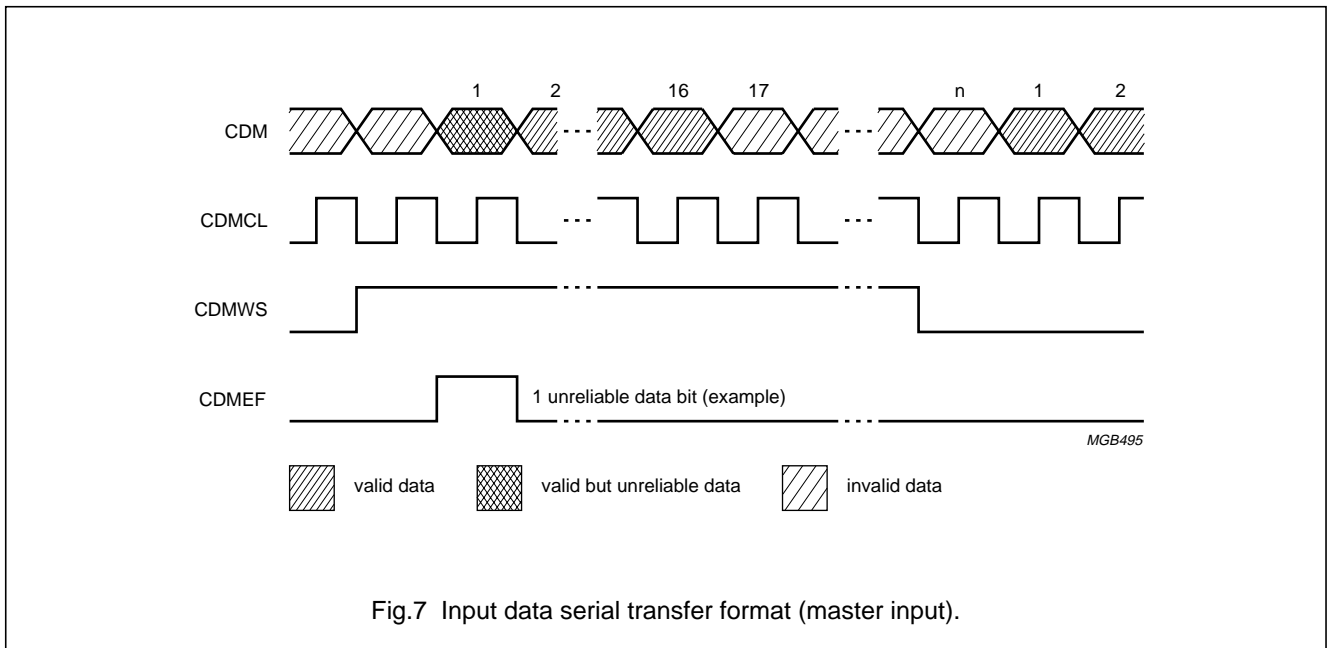 1 2 16 17 n 1 2
CDM
CDMCL
CDMWS
CDMEF
1 unreliable data bit (example)
MGB495
valid data valid but unreliable data invalid data
Fig.7 Input data serial transfer format (master input).